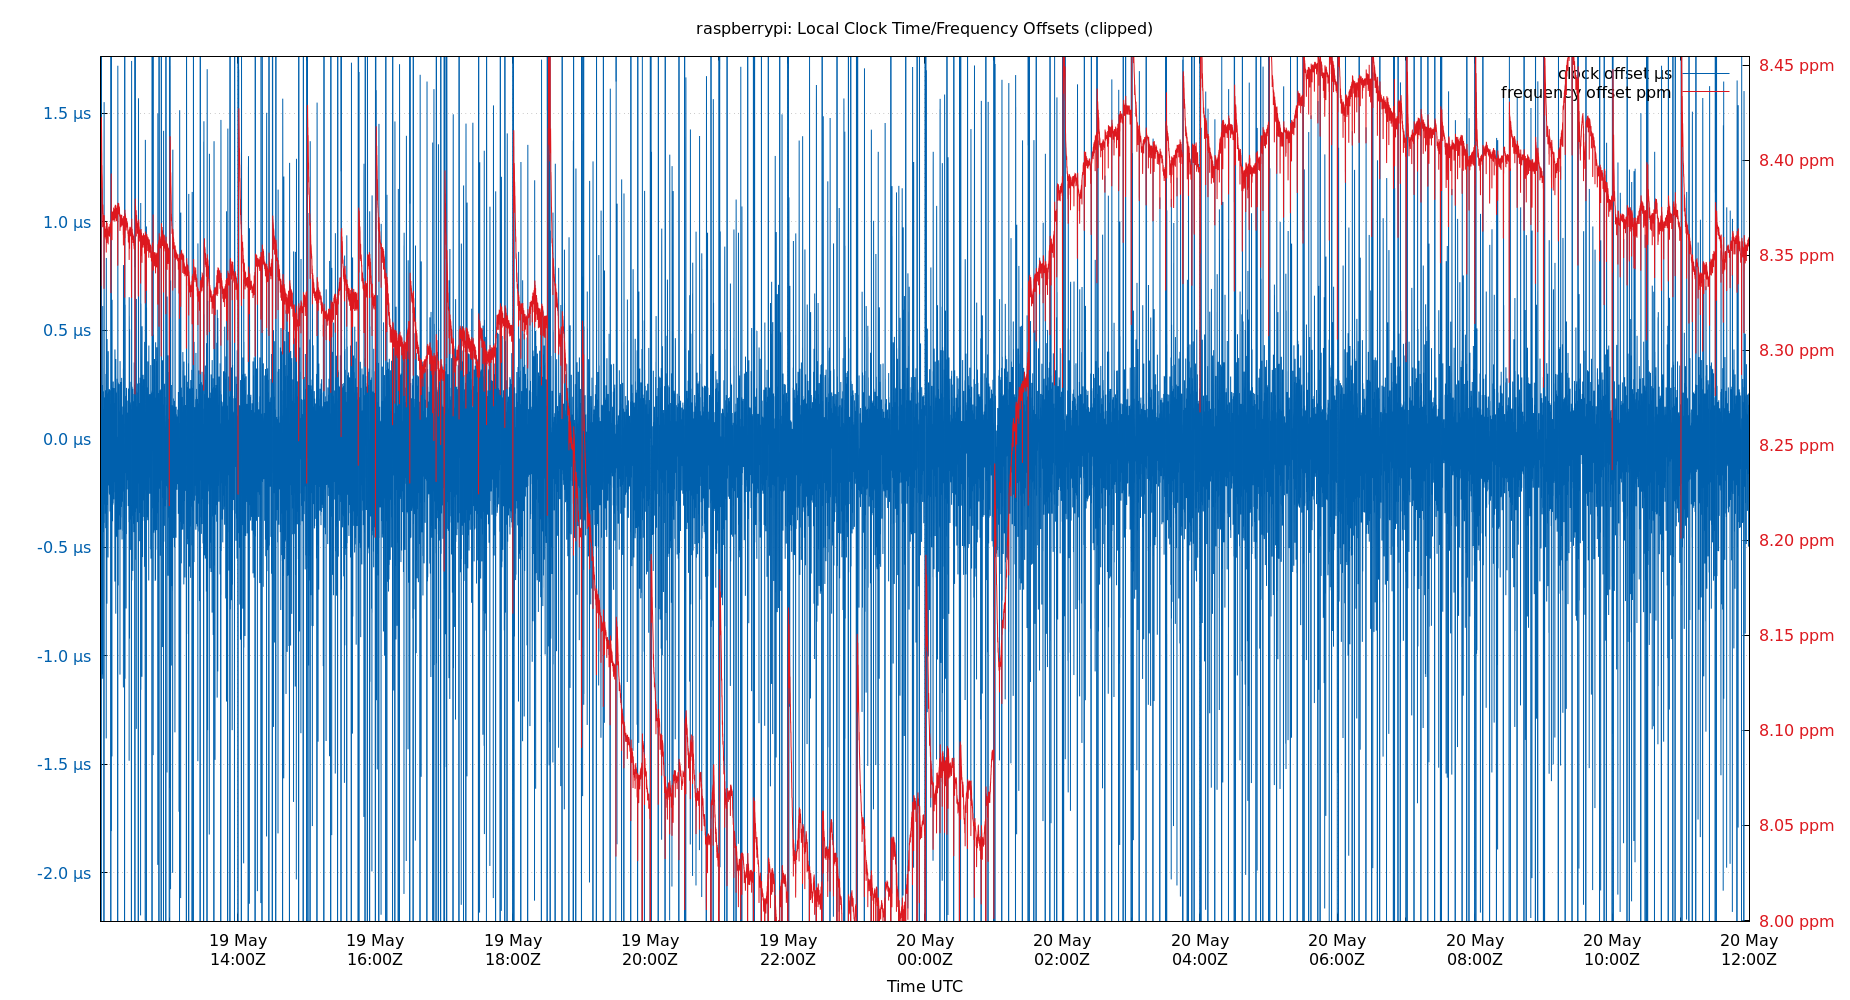 raspberrypi: Local Clock Time/Frequency Offsets (clipped)
clock offset µs
frequency offset ppm
1.5 µs
1.0 µs
0.5 µs
0.0 µs
-0.5 µs
-1.0 µs
-1.5 µs
-2.0 µs
8.45 ppm
8.40 ppm
8.35 ppm
8.30 ppm
8.25 ppm
8.20 ppm
8.15 ppm
8.10 ppm
8.05 ppm
8.00 ppm
19 May 19 May 19 May 19 May 19 May 20 May 20 May 20 May 20 May 20 May 20 May 20 May
14:00Z 16:00Z 18:00Z 20:00Z 22:00Z 00:00Z 02:00Z 04:00Z 06:00Z 08:00Z 10:00Z 12:00Z
Time UTC